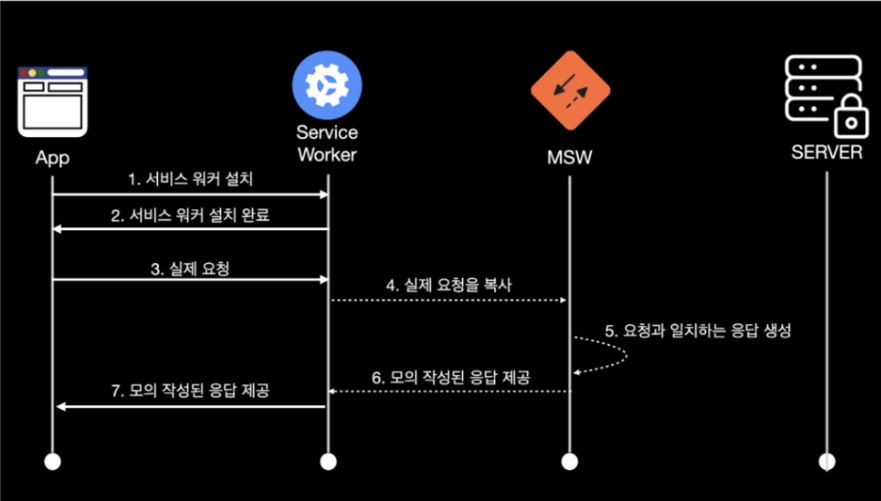 App
Service
Worker
MSW
SERVER
1. 서비스 워커 설치
2. 서비스 워커 설치 완료
3. 실제 요청
4. 실제 요청을 복사
5. 요청과 일치하는 응답 생성
6. 모의 작성된 응답 제공
7. 모의 작성된 응답 제공